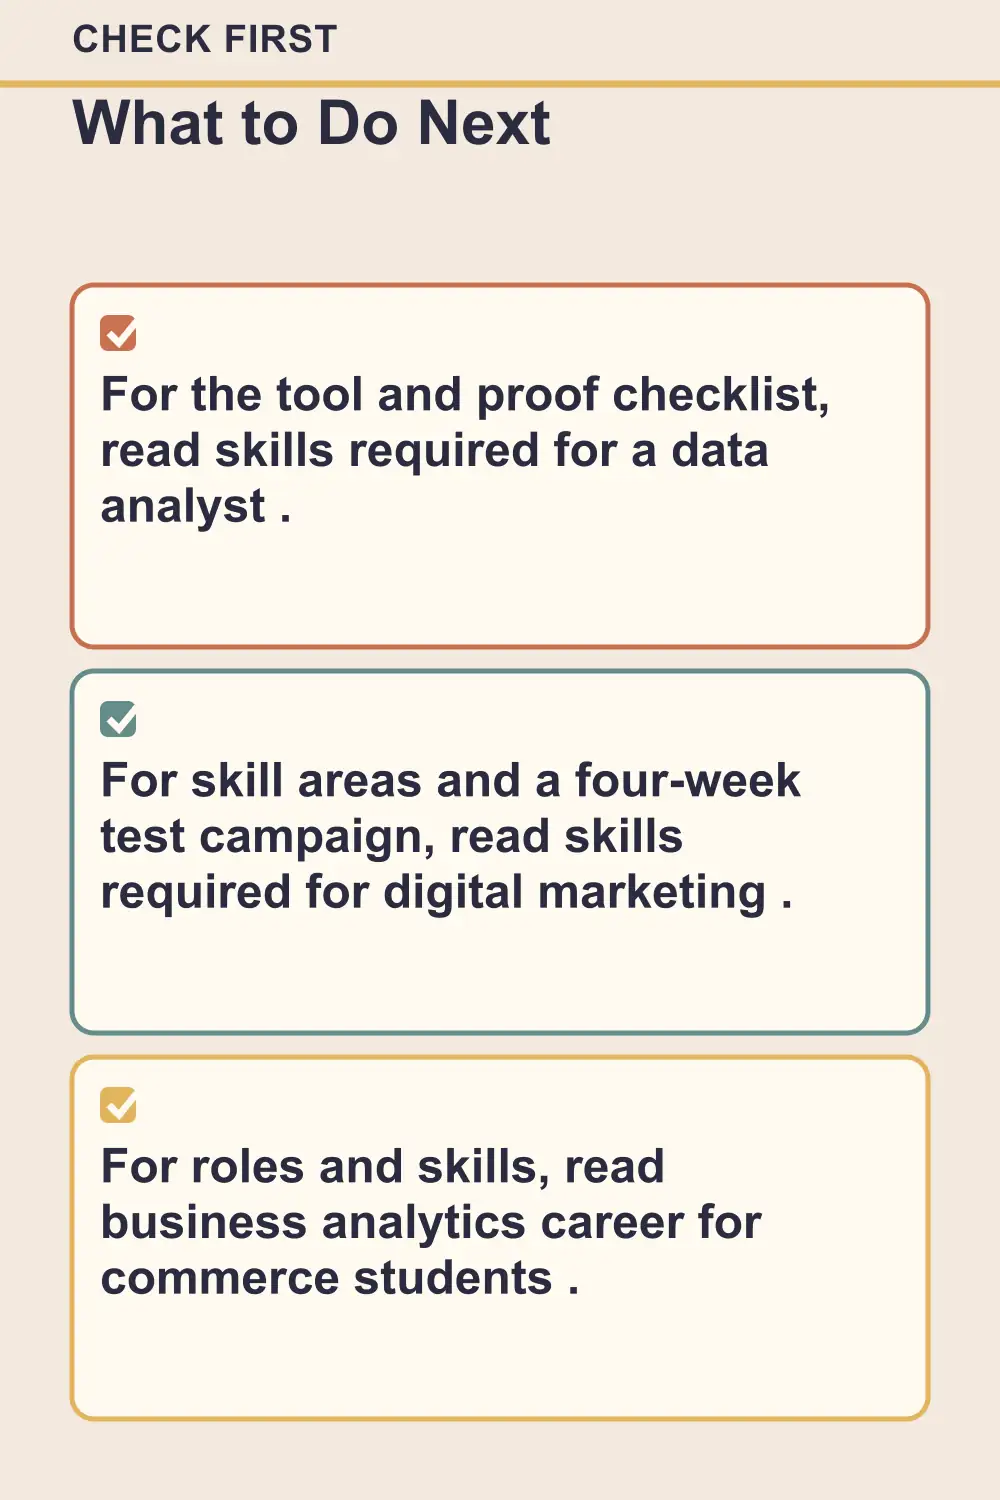 CHECK FIRST
What to Do Next
For the tool and proof checklist,
read skills required for a data
analyst .
For skill areas and a four-week
test campaign, read skills
required for digital marketing .
For roles and skills, read
business analytics career for
commerce students .